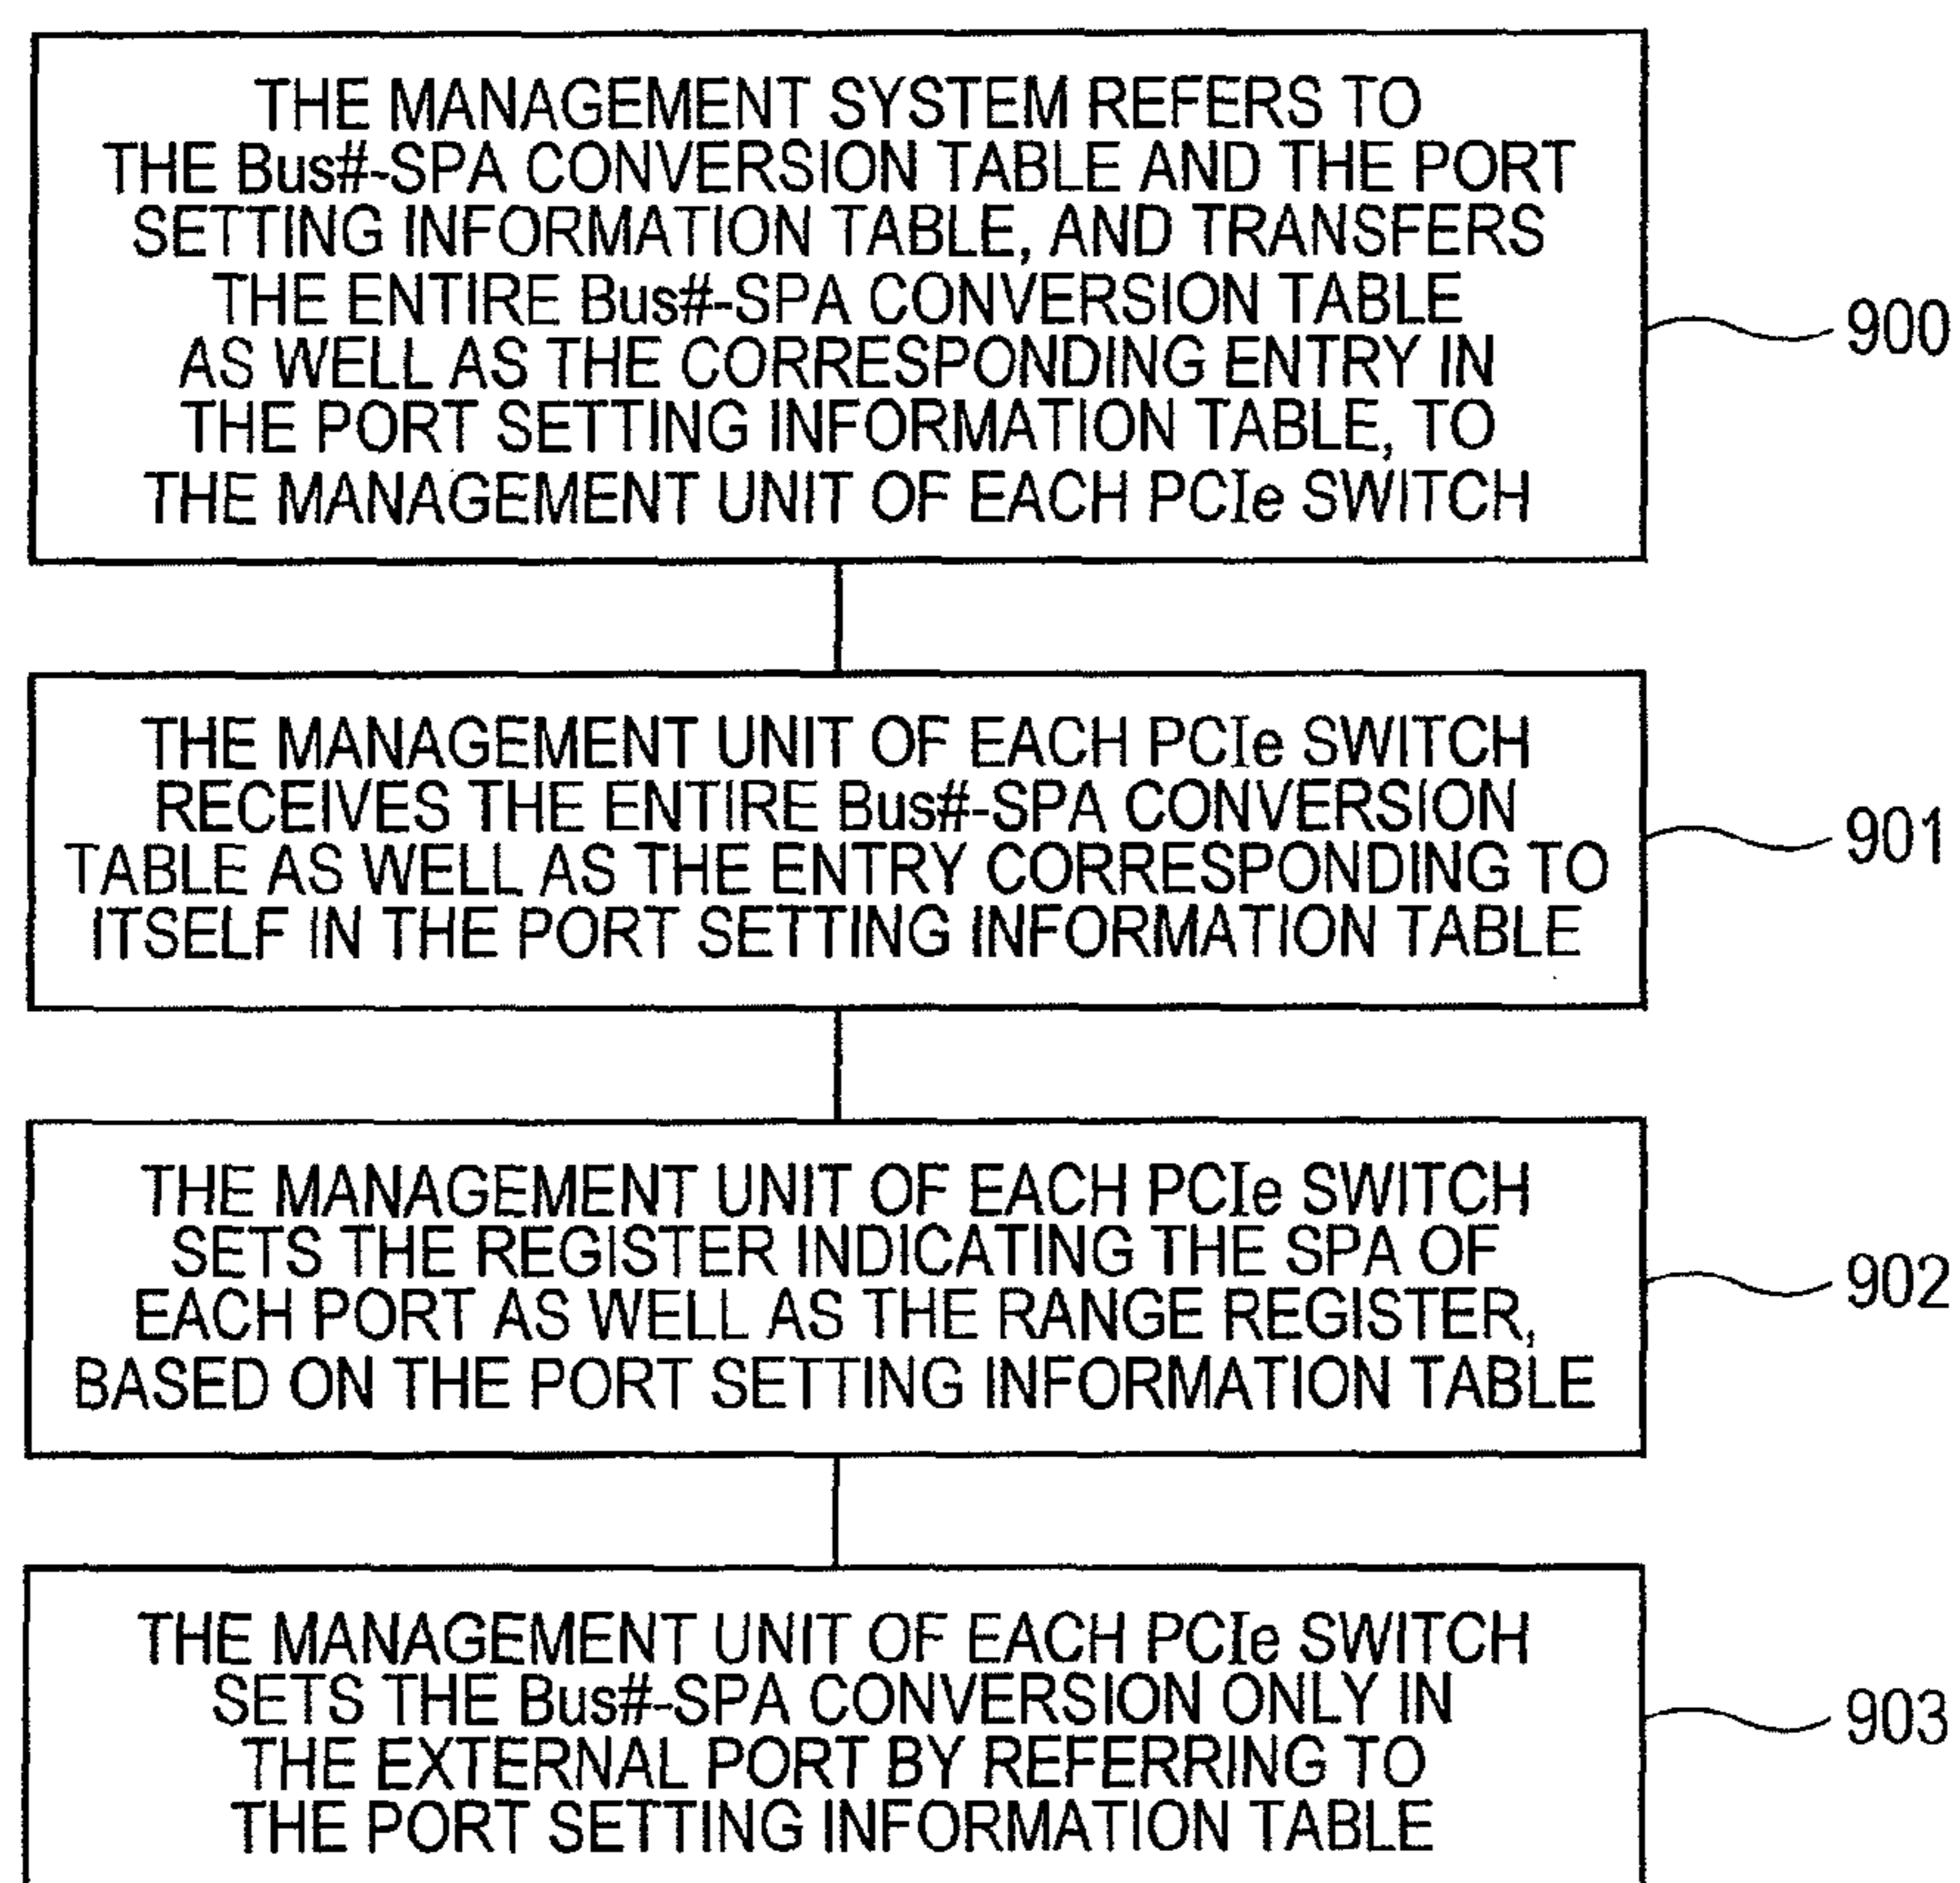 THE MANAGEMENT SYSTEM REFERS TO
THE Bus#-SPA CONVERSION TABLE AND THE PORT
SETTING INFORMATION TABLE, AND TRANSFERS
THE ENTIRE Bus#-SPA CONVERSION TABLE
AS WELL AS THE CORRESPONDING ENTRY IN
THE PORT SETTING INFORMATION TABLE, TO
THE MANAGEMENT UNIT OF EACH PCIe SWITCH
900
THE MANAGEMENT UNIT OF EACH PCIe SWITCH
RECEIVES THE ENTIRE Bus#-SPA CONVERSION
TABLE AS WELL AS THE ENTRY CORRESPONDING TO
ITSELF IN THE PORT SETTING INFORMATION TABLE
901
THE MANAGEMENT UNIT OF EACH PCIe SWITCH
SETS THE REGISTER INDICATING THE SPA OF
EACH PORT AS WELL AS THE RANGE REGISTER,
BASED ON THE PORT SETTING INFORMATION TABLE
902
THE MANAGEMENT UNIT OF EACH PCIe SWITCH
SETS THE Bus#-SPA CONVERSION ONLY IN
THE EXTERNAL PORT BY REFERRING TO
THE PORT SETTING INFORMATION TABLE
903